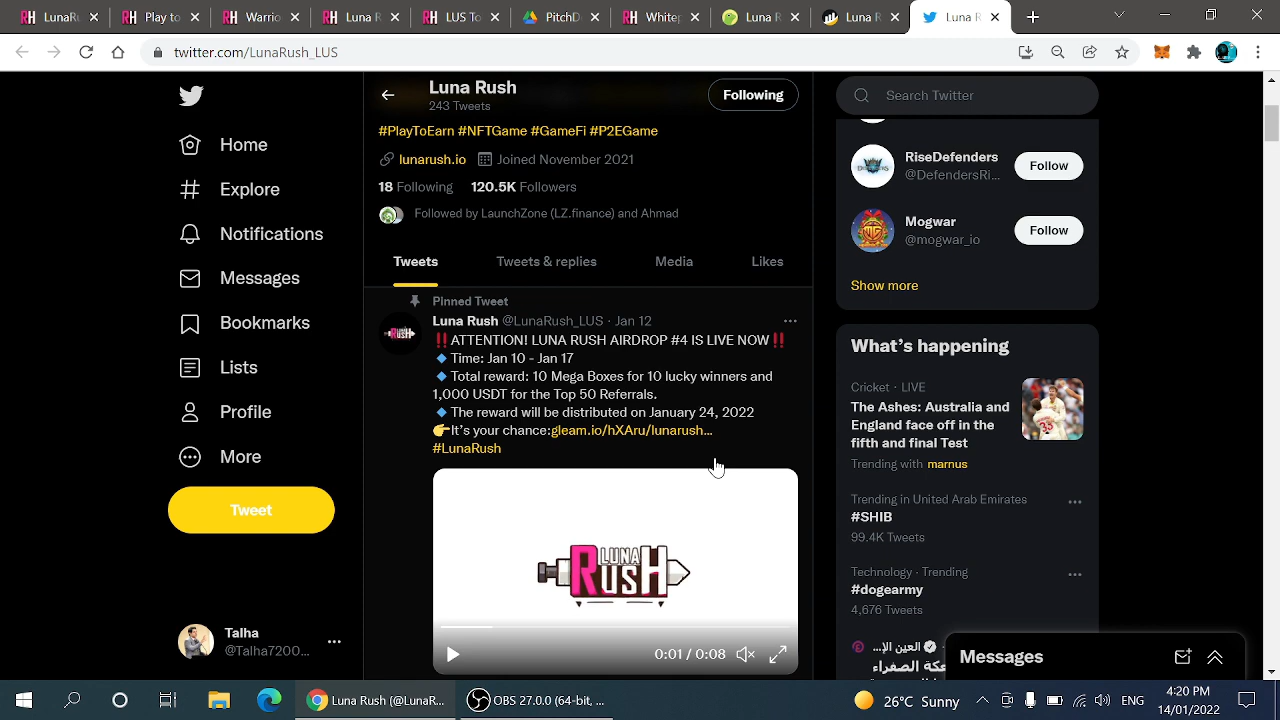 Luna R
Play to
Wario
Luna R
LUS To
PitchD
White
Luna R
Luna R
Luna R
twitter.com/LunaRush_LUS
Luna Rush
243 Tweets
Following
Search Twitter
#PlayToEarn #NFTGame #GameFi #P2EGame
lunarush.io
Joined November 2021
18 Following
120.5K Followers
Followed by LaunchZone (LZ.finance) and Ahmad
Tweets
Tweets & replies
Media
Likes
Home
Explore
Notifications
Messages
Bookmarks
Lists
Profile
More
Tweet
Talha
@Talha7200...
Pinned Tweet
Luna Rush @LunaRush_LUS · Jan 12
‼️ATTENTION! LUNA RUSH AIRDROP #4 IS LIVE NOW‼️
🔹Time: Jan 10 - Jan 17
🔹Total reward: 10 Mega Boxes for 10 lucky winners and
1,000 USDT for the Top 50 Referrals.
🔹The reward will be distributed on January 24, 2022
👉It's your chance:gleam.io/hXAru/lunarush…
#LunaRush
LUNA
RUSH
0:01 / 0:08
RiseDefenders
@DefendersRi...
Follow
Mogwar
@mogwar_io
Follow
Show more
What's happening
Cricket · LIVE
The Ashes: Australia and
England face off in the
fifth and final Test
Trending with marnus
Trending in United Arab Emirates
#SHIB
99.4K Tweets
Technology · Trending
#dogearmy
4,676 Tweets
العين الإ...
Messages
Luna Rush (@LunaR...
OBS 27.0.0 (64-bit, ...
26°C Sunny
ENG
4:20 PM
14/01/2022